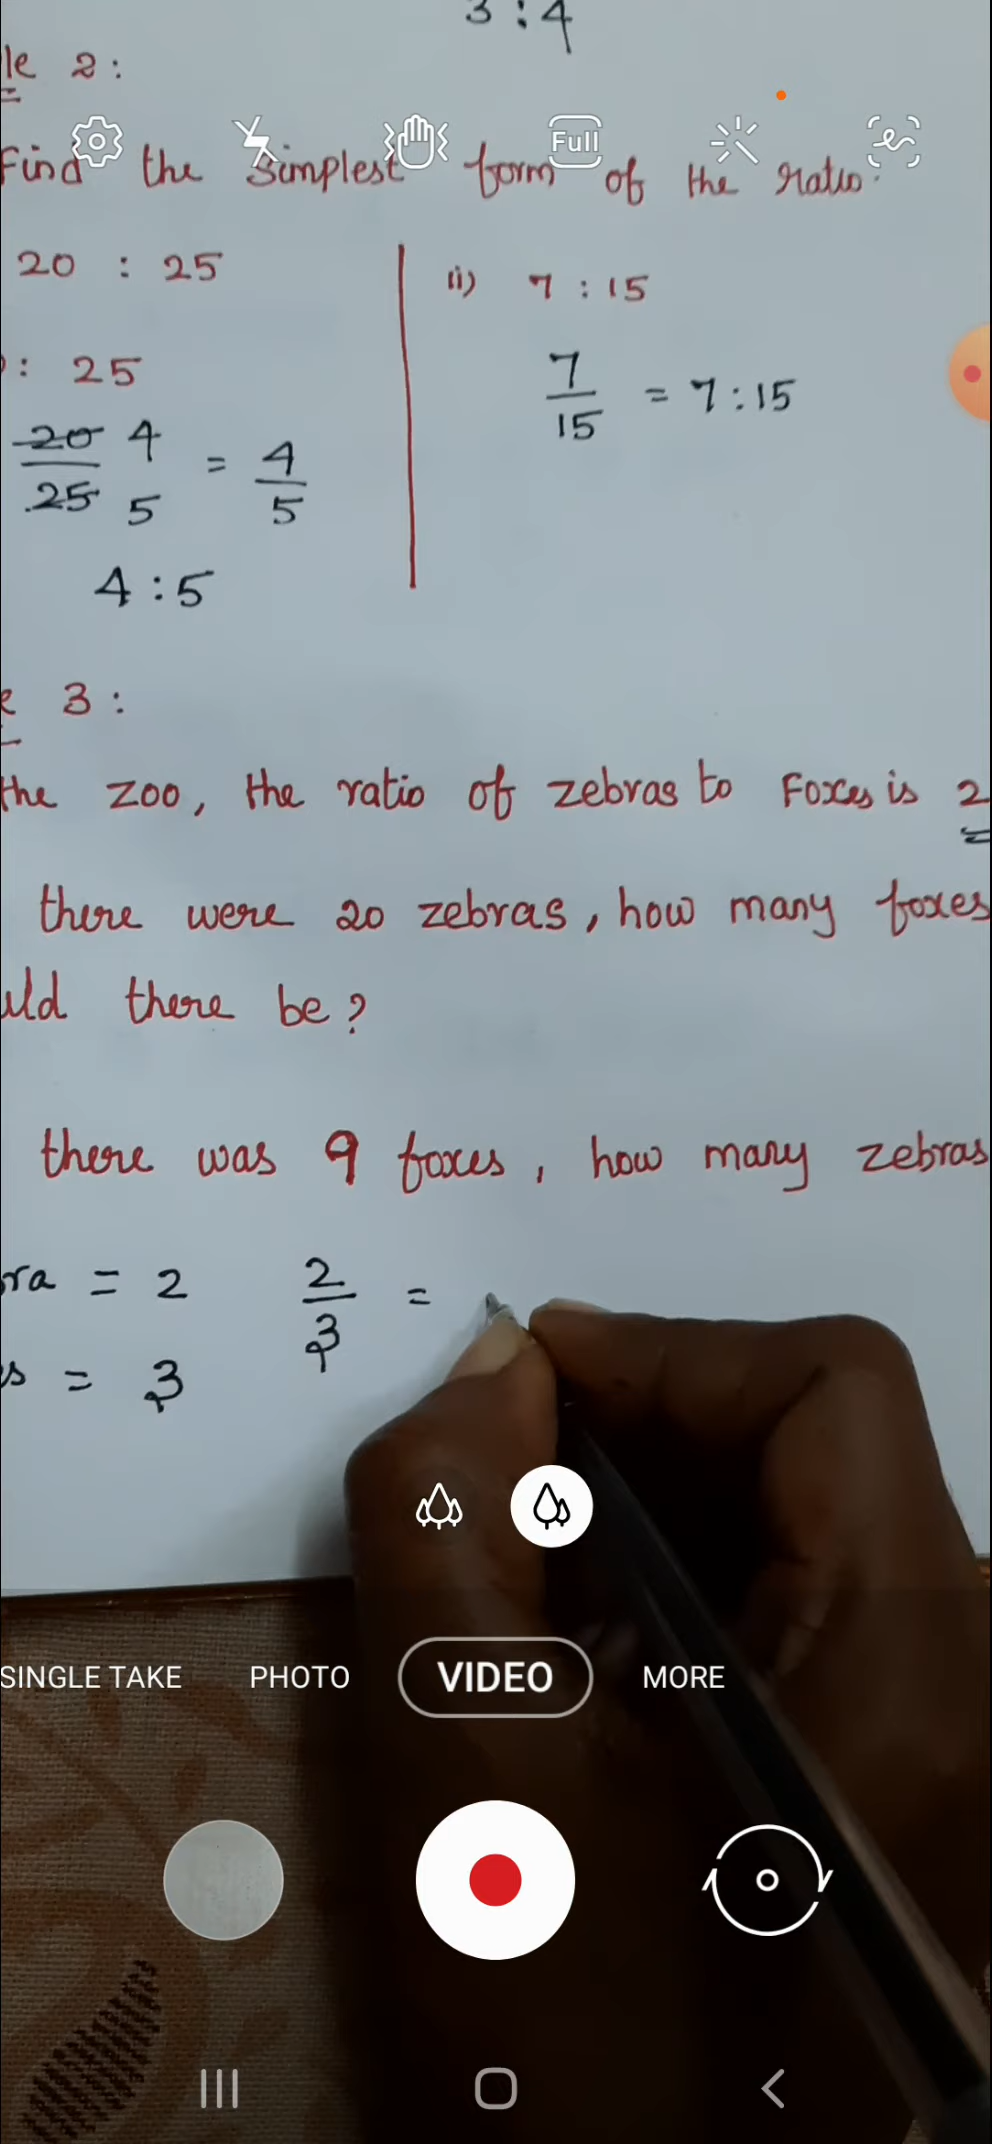 3 : 4
le 2 :
Find the simplest form of the ratio.
20 : 25
ii) 7 : 15
: 25
7/15 = 7 : 15
20/25 4/5 = 4/5
4 : 5
e 3 :
the zoo, the ratio of zebras to Foxes is 2
there were 20 zebras, how many foxes
uld there be?
there was 9 foxes, how many zebras
ra = 2
2/3 =
s = 3
Full
SINGLE TAKE PHOTO VIDEO MORE